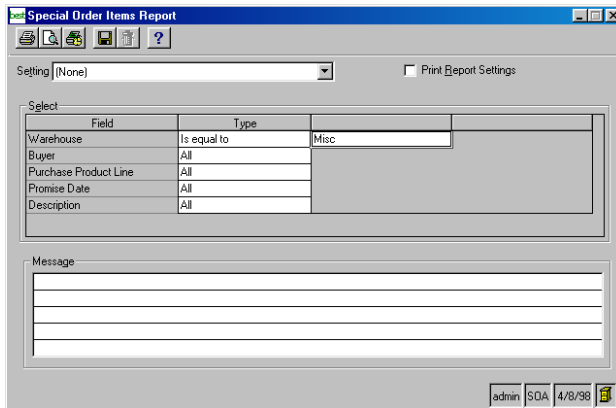 best Special Order Items Report
?
Setting (None) Print Report Settings
Select
Field Type
Warehouse Is equal to Misc
Buyer All
Purchase Product Line All
Promise Date All
Description All
Message
admin SOA 4/8/98